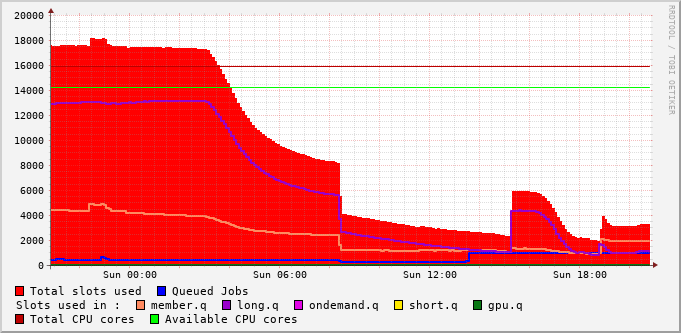 20000
18000
16000
14000
12000
10000
8000
6000
4000
2000
0
Sun 00:00 Sun 06:00 Sun 12:00 Sun 18:00
RRDTOOL / TOBI OETIKER
Total slots used Queued Jobs
Slots used in : member.q long.q ondemand.q short.q gpu.q
Total CPU cores Available CPU cores